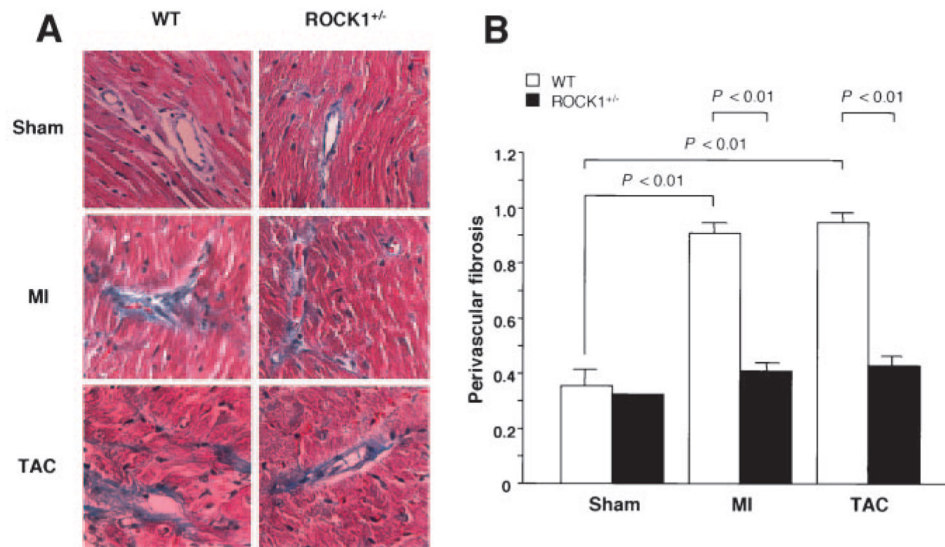 A
WT
ROCK1+/-
Sham
MI
TAC
B
WT
ROCK1+/-
P < 0.01
P < 0.01
P < 0.01
P < 0.01
Perivascular fibrosis
1.2
1.0
0.8
0.6
0.4
0.2
0
Sham
MI
TAC